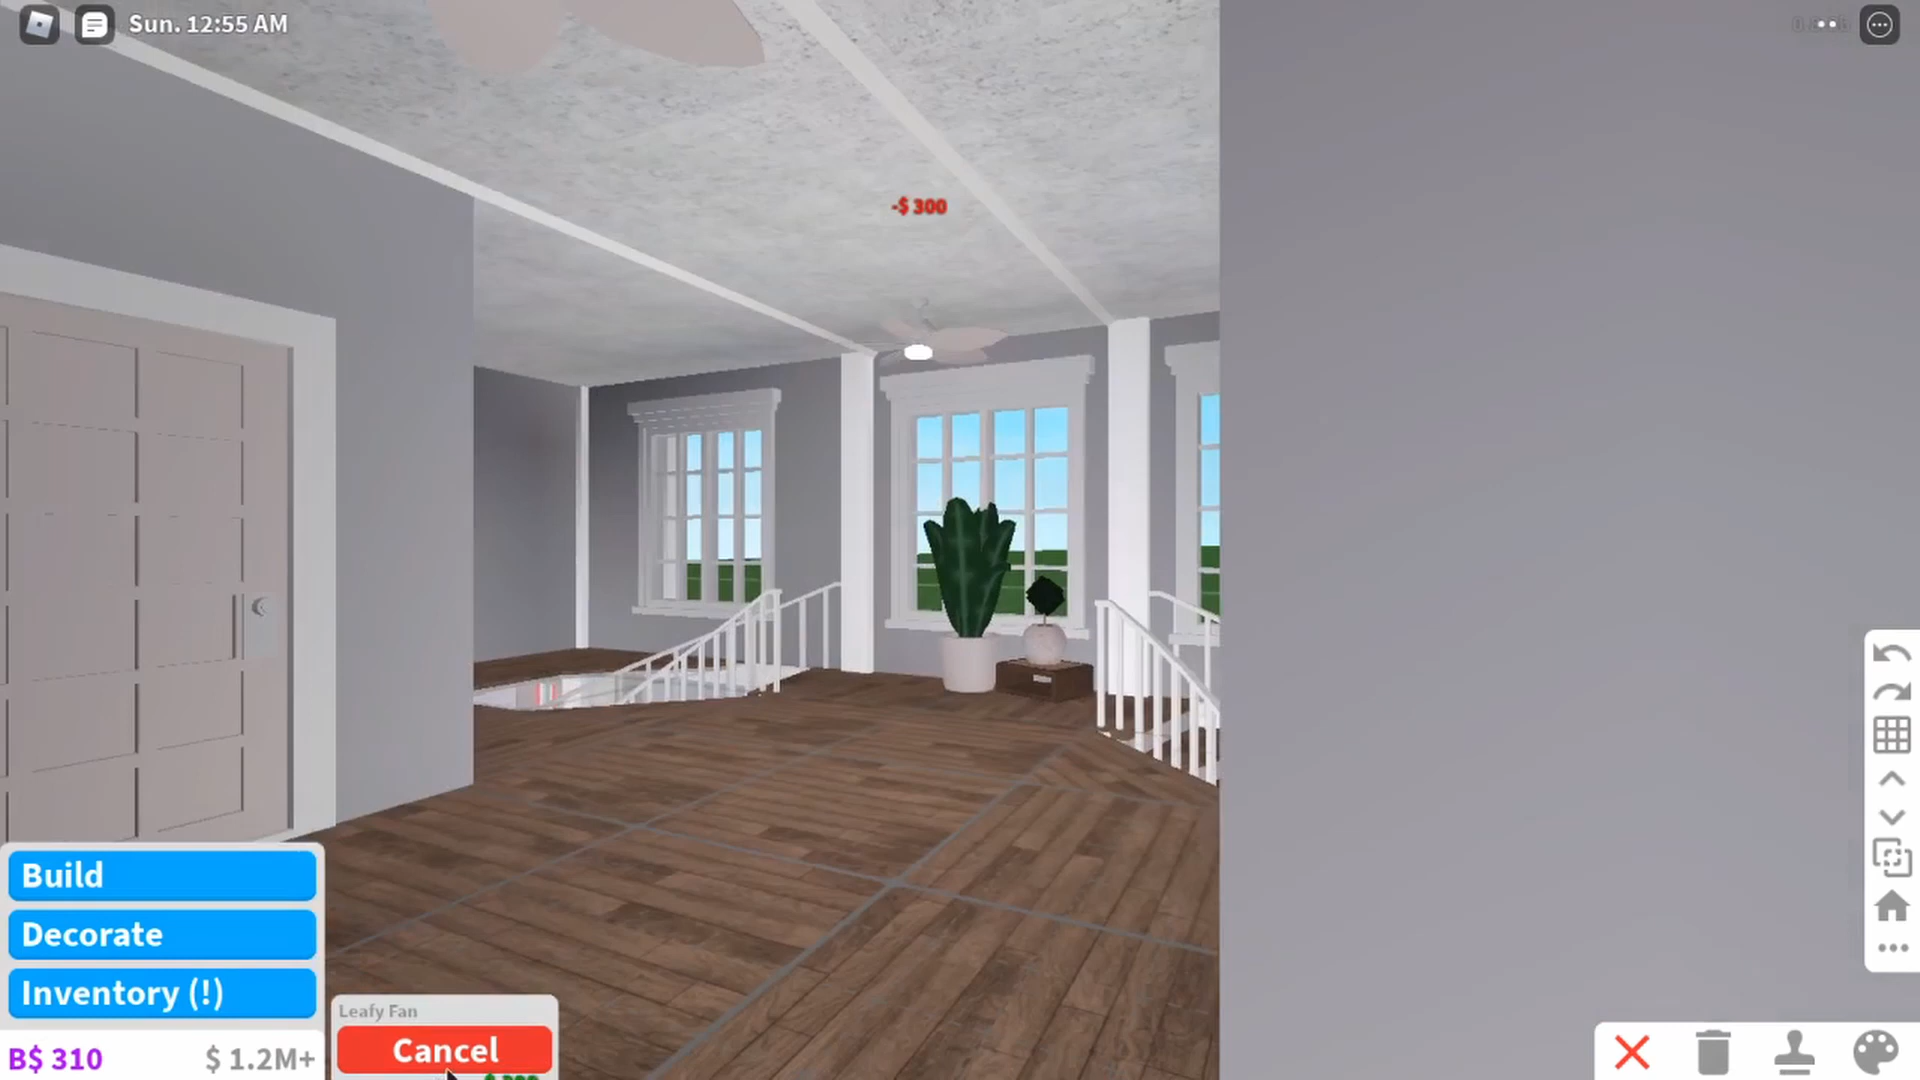 Sun. 12:55 AM
-$ 300
Build
Decorate
Inventory (!)
B$ 310
$ 1.2M+
Leafy Fan
Cancel